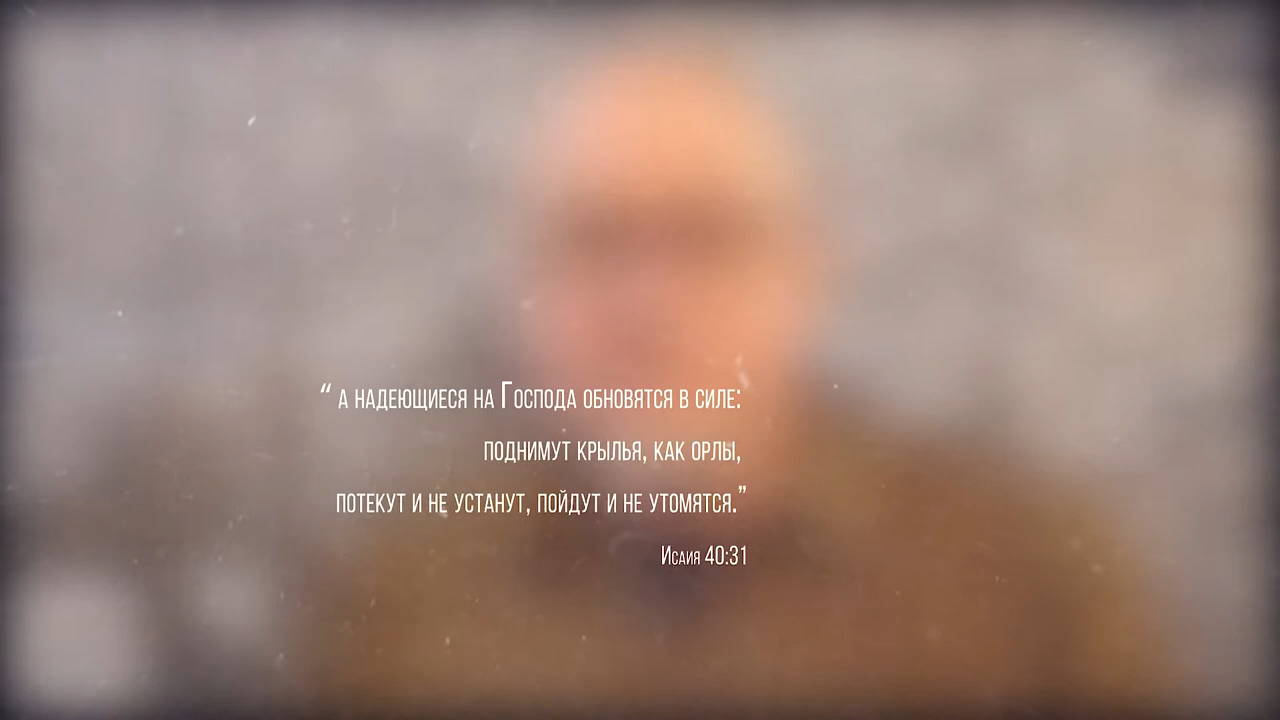 “ а надеющиеся на Господа обновятся в силе:
поднимут крылья, как орлы,
потекут и не устанут, пойдут и не утомятся.”
Исаия 40:31